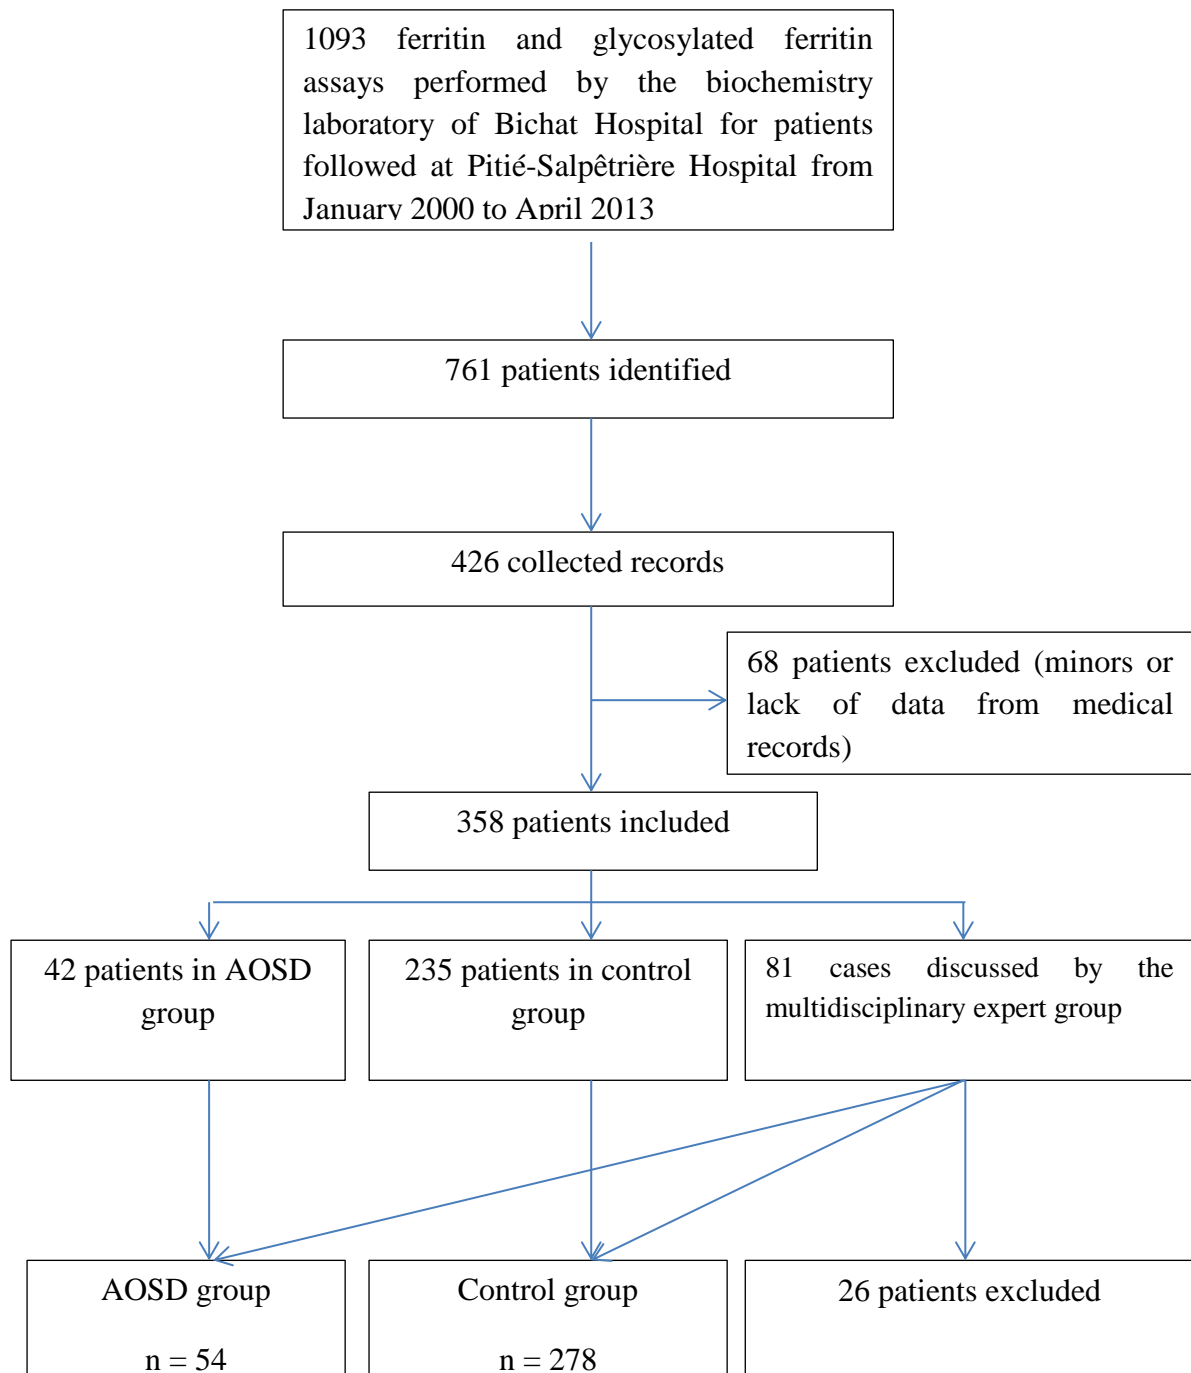 1093 ferritin and glycosylated ferritin
assays performed by the biochemistry
laboratory of Bichat Hospital for patients
followed at Pitié-Salpêtrière Hospital from
January 2000 to April 2013
761 patients identified
426 collected records
68 patients excluded (minors or
lack of data from medical
records)
358 patients included
42 patients in AOSD
group
235 patients in control
group
81 cases discussed by the
multidisciplinary expert group
AOSD group
n = 54
Control group
n = 278
26 patients excluded